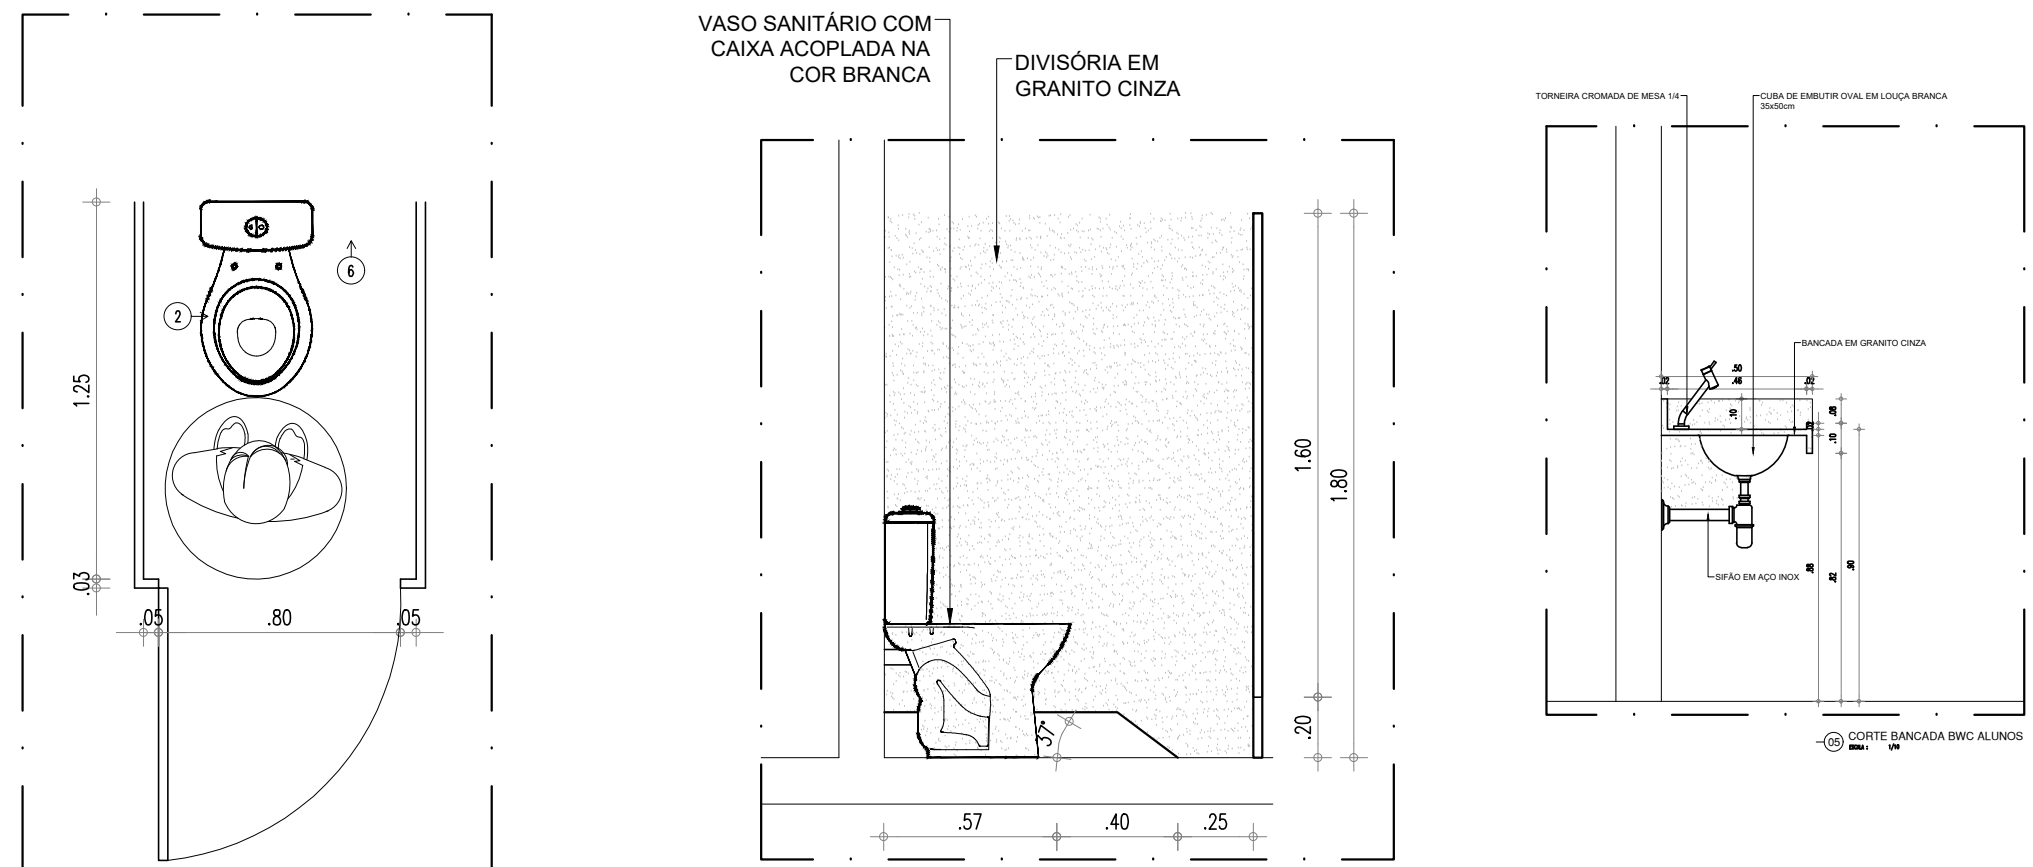 6
2
1.25
.03
.05
.80
.05
VASO SANITÁRIO COM
CAIXA ACOPLADA NA
COR BRANCA
DIVISÓRIA EM
GRANITO CINZA
1.60
1.80
.20
37°
.57
.40
.25
TORNEIRA CROMADA DE MESA 1/4
CUBA DE EMBUTIR OVAL EM LOUÇA BRANCA
35x50cm
BANCADA EM GRANITO CINZA
.50
.02
.46
.02
.10
.08
.10
SIFÃO EM AÇO INOX
.88
.82
.90
05
CORTE BANCADA BWC ALUNOS
ESCALA : 1/10